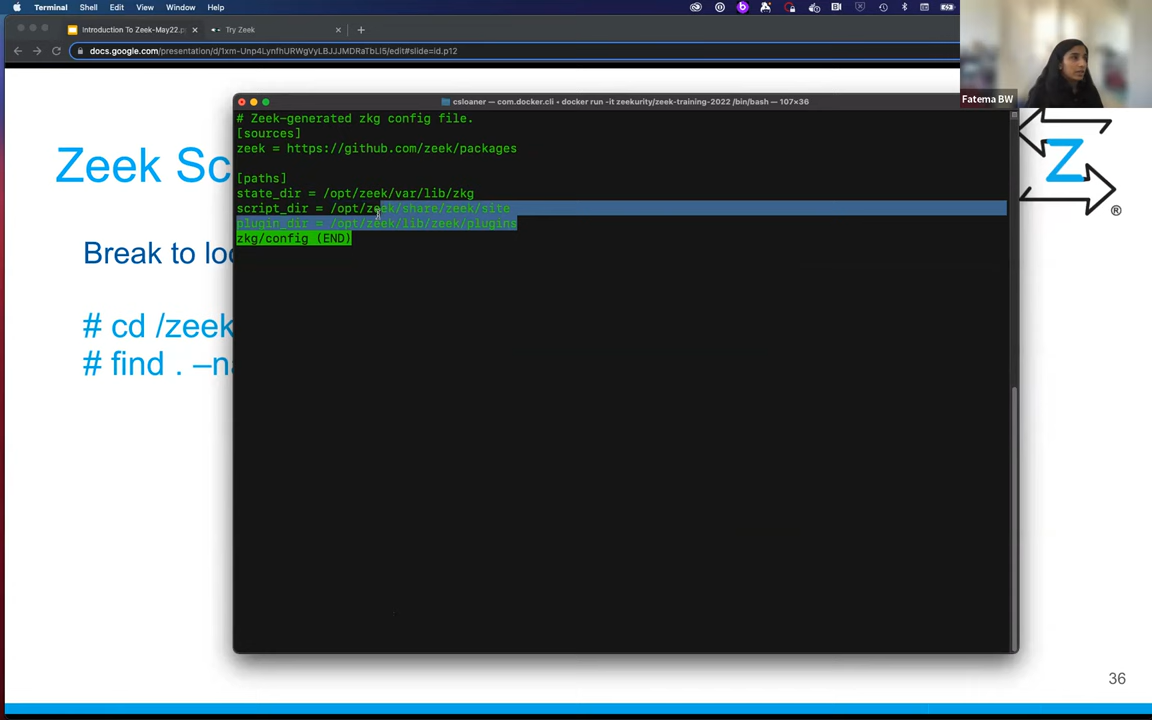 Terminal Shell Edit View Window Help
Introduction To Zeek-May22.p
Try Zeek
docs.google.com/presentation/d/1xm-Unp4LynfhURWgVyLBJJJMDRaTbLI5/edit#slide=id.p12
Fatema BW
csloaner — com.docker.cli • docker run -it zeekurity/zeek-training-2022 /bin/bash — 107×36
# Zeek-generated zkg config file.
[sources]
zeek = https://github.com/zeek/packages
[paths]
state_dir = /opt/zeek/var/lib/zkg
script_dir = /opt/zeek/share/zeek/site
plugin_dir = /opt/zeek/lib/zeek/plugins
zkg/config (END)
Zeek Sc
Break to loo
# cd /zeek
# find . –na
Z
®
36